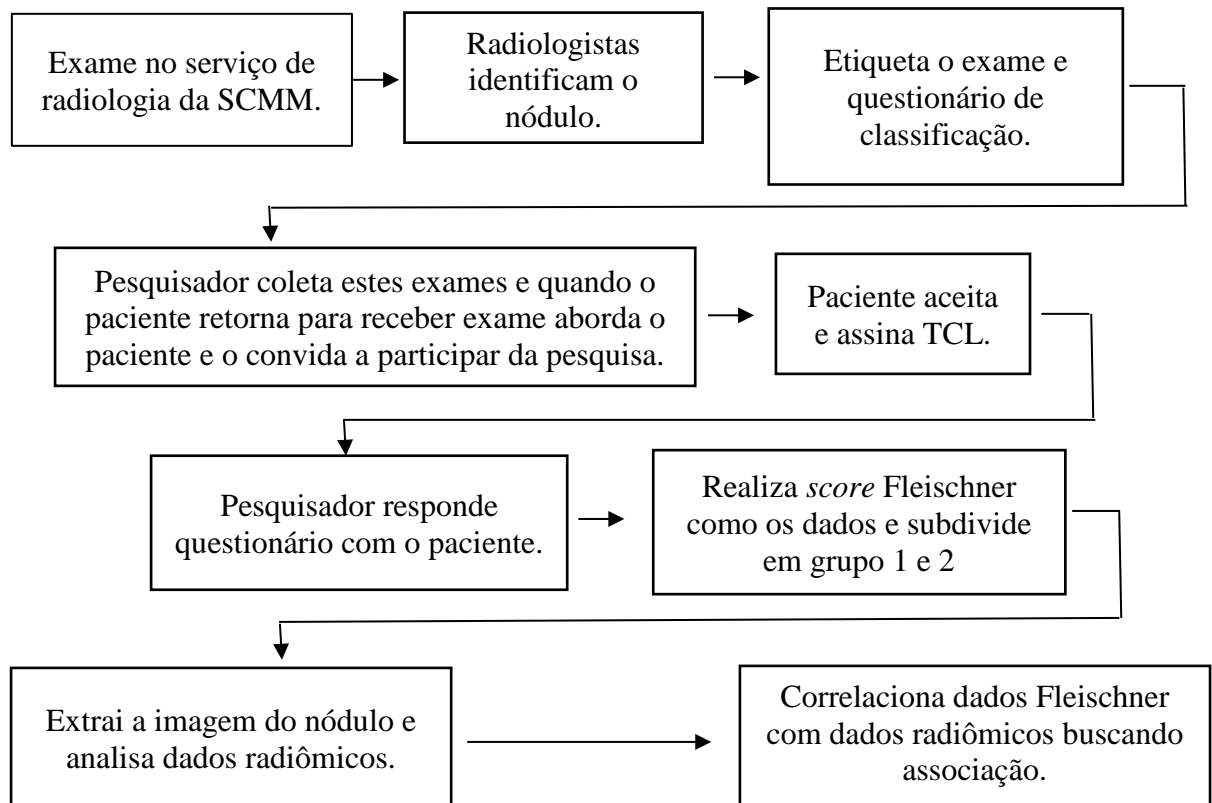 Exame no serviço de
radiologia da SCMM.
Radiologistas
identificam o
nódulo.
Etiqueta o exame e
questionário de
classificação.
Pesquisador coleta estes exames e quando o
paciente retorna para receber exame aborda o
paciente e o convida a participar da pesquisa.
Paciente aceita
e assina TCL.
Pesquisador responde
questionário com o paciente.
Realiza score Fleischner
como os dados e subdivide
em grupo 1 e 2
Extrai a imagem do nódulo e
analisa dados radiômicos.
Correlaciona dados Fleischner
com dados radiômicos buscando
associação.